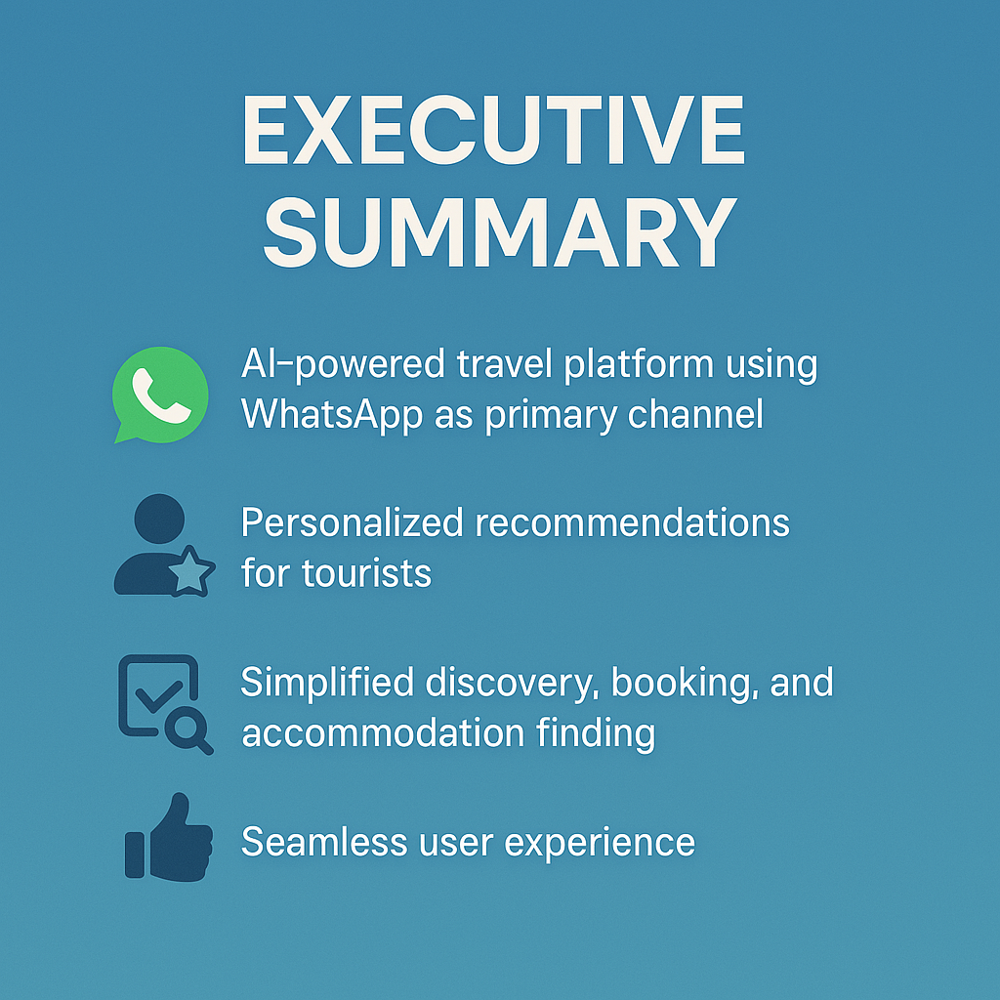 EXECUTIVE
SUMMARY
AI-powered travel platform using
WhatsApp as primary channel
Personalized recommendations
for tourists
Simplified discovery, booking, and
accommodation finding
Seamless user experience